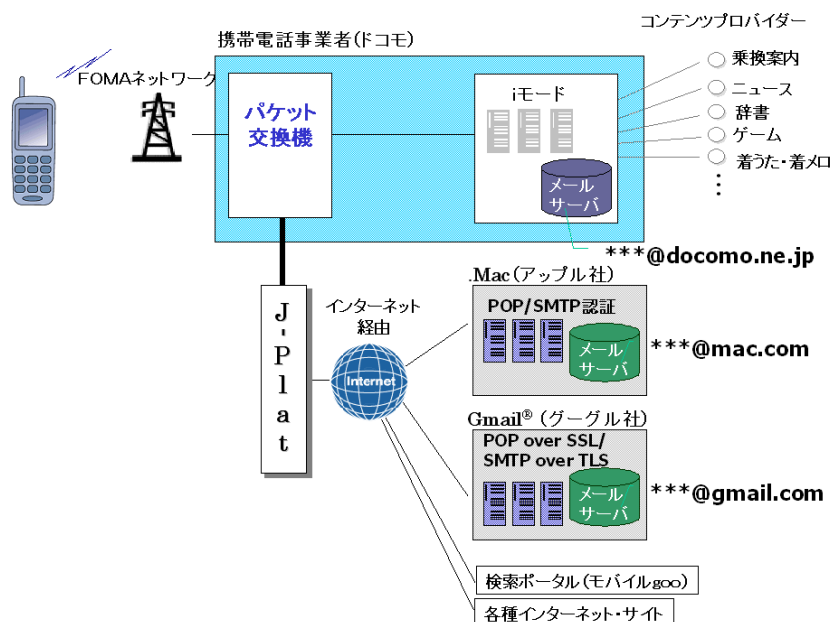 コンテンツプロバイダー
携帯電話事業者(ドコモ)
FOMAネットワーク
パケット
交換機
iモード
メール
サーバ
乗換案内
ニュース
辞書
ゲーム
着うた・着メロ
***@docomo.ne.jp
J-Plat
インターネット
経由
Internet
.Mac(アップル社)
POP/SMTP認証
メール
サーバ
***@mac.com
Gmail® (グーグル社)
POP over SSL/
SMTP over TLS
メール
サーバ
***@gmail.com
検索ポータル(モバイルgoo)
各種インターネット・サイト